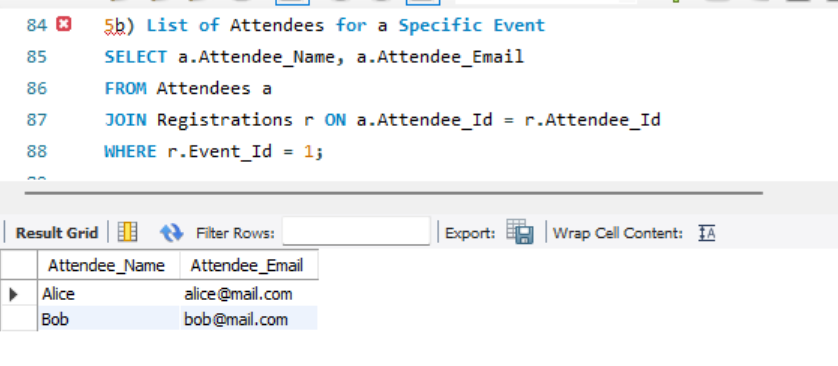 84 5b) List of Attendees for a Specific Event
85 SELECT a.Attendee_Name, a.Attendee_Email
86 FROM Attendees a
87 JOIN Registrations r ON a.Attendee_Id = r.Attendee_Id
88 WHERE r.Event_Id = 1;
Result Grid Filter Rows: Export: Wrap Cell Content: IA
Attendee_Name Attendee_Email
Alice alice@mail.com
Bob bob@mail.com